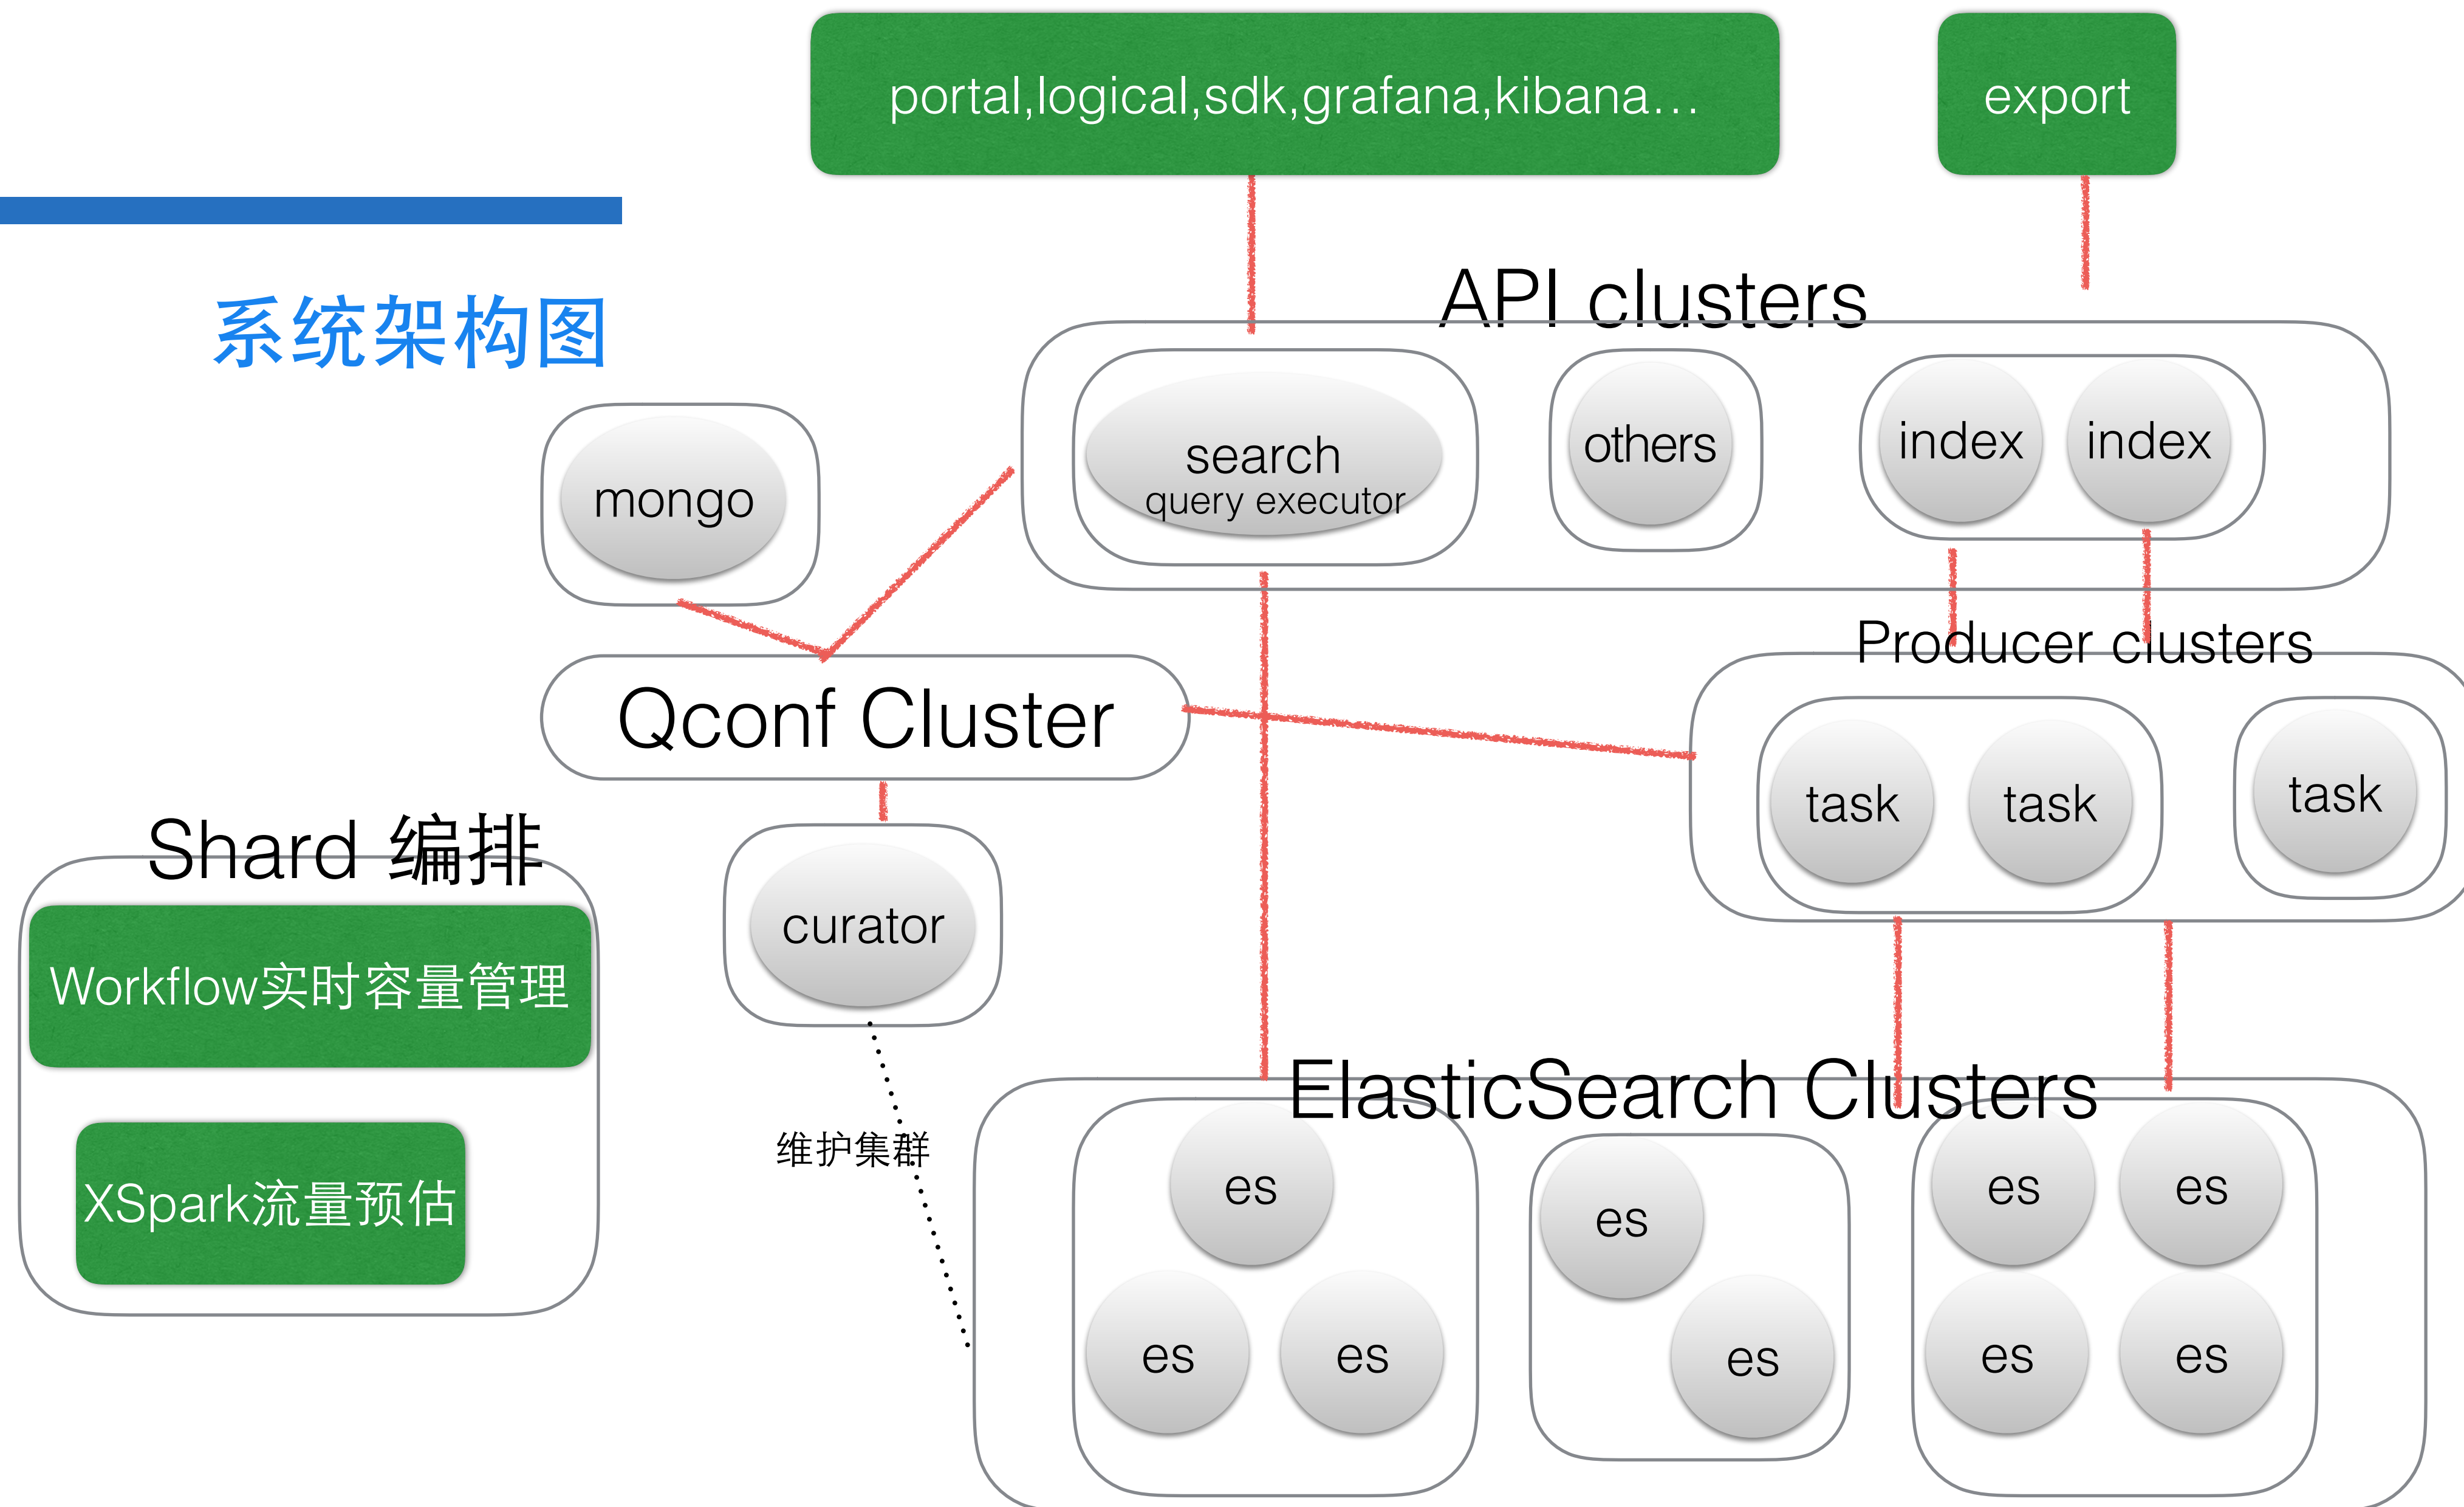 portal,logical,sdk,grafana,kibana…
export
系统架构图
API clusters
search
query executor
others
index
index
mongo
Producer clusters
Qconf Cluster
task
task
task
Shard 编排
Workflow实时容量管理
XSpark流量预估
curator
维护集群
ElasticSearch Clusters
es
es
es
es
es
es
es
es
es